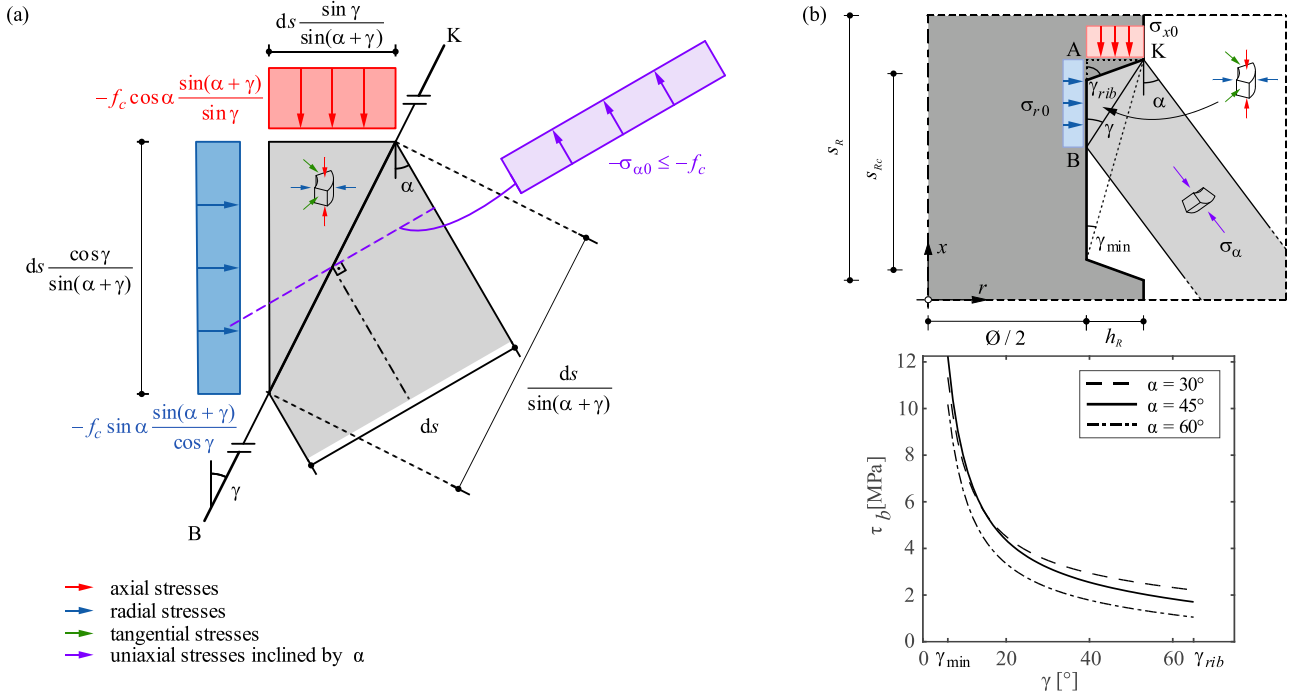 (a)
ds sinγ / sin(α + γ)
K
−f_c cosα sin(α + γ) / sinγ
α
−σ_α0 ≤ −f_c
ds cosγ / sin(α + γ)
ds / sin(α + γ)
ds
−f_c sinα sin(α + γ) / cosγ
γ
B
axial stresses
radial stresses
tangential stresses
uniaxial stresses inclined by α
(b)
σ_x0
A
K
γ_rib
α
σ_r0
γ
B
s_R
s_Rc
γ_min
σ_α
x
r
Ø / 2
h_R
12
10
8
6
4
2
0
τ_b [MPa]
α = 30°
α = 45°
α = 60°
0 γ_min 20 40 60 γ_rib
γ [°]